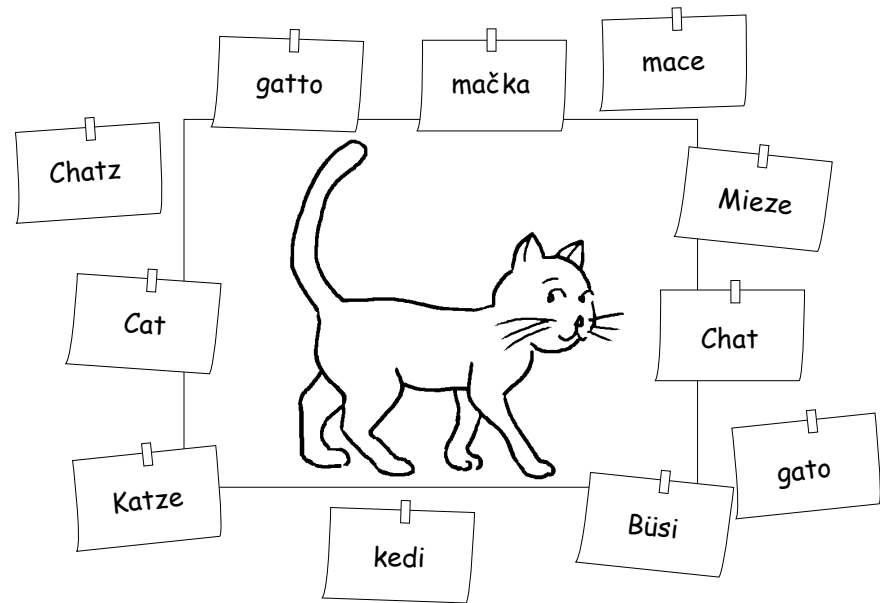 gatto
mačka
mace
Chatz
Mieze
Cat
Chat
Katze
gato
Büsi
kedi